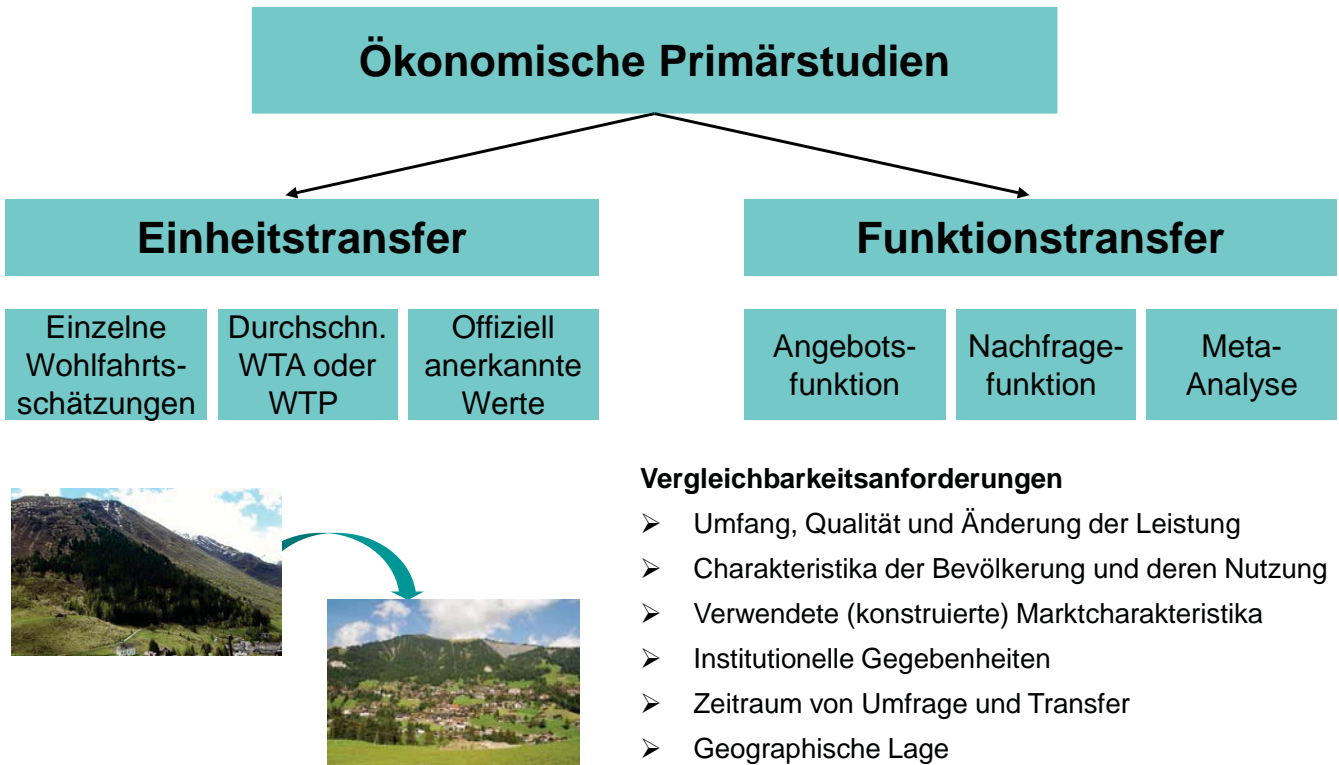 Ökonomische Primärstudien
Einheitstransfer
Funktionstransfer
Einzelne
Wohlfahrts-
schätzungen
Durchschn.
WTA oder
WTP
Offiziell
anerkannte
Werte
Angebots-
funktion
Nachfrage-
funktion
Meta-
Analyse
Vergleichbarkeitsanforderungen
➢ Umfang, Qualität und Änderung der Leistung
➢ Charakteristika der Bevölkerung und deren Nutzung
➢ Verwendete (konstruierte) Marktcharakteristika
➢ Institutionelle Gegebenheiten
➢ Zeitraum von Umfrage und Transfer
➢ Geographische Lage